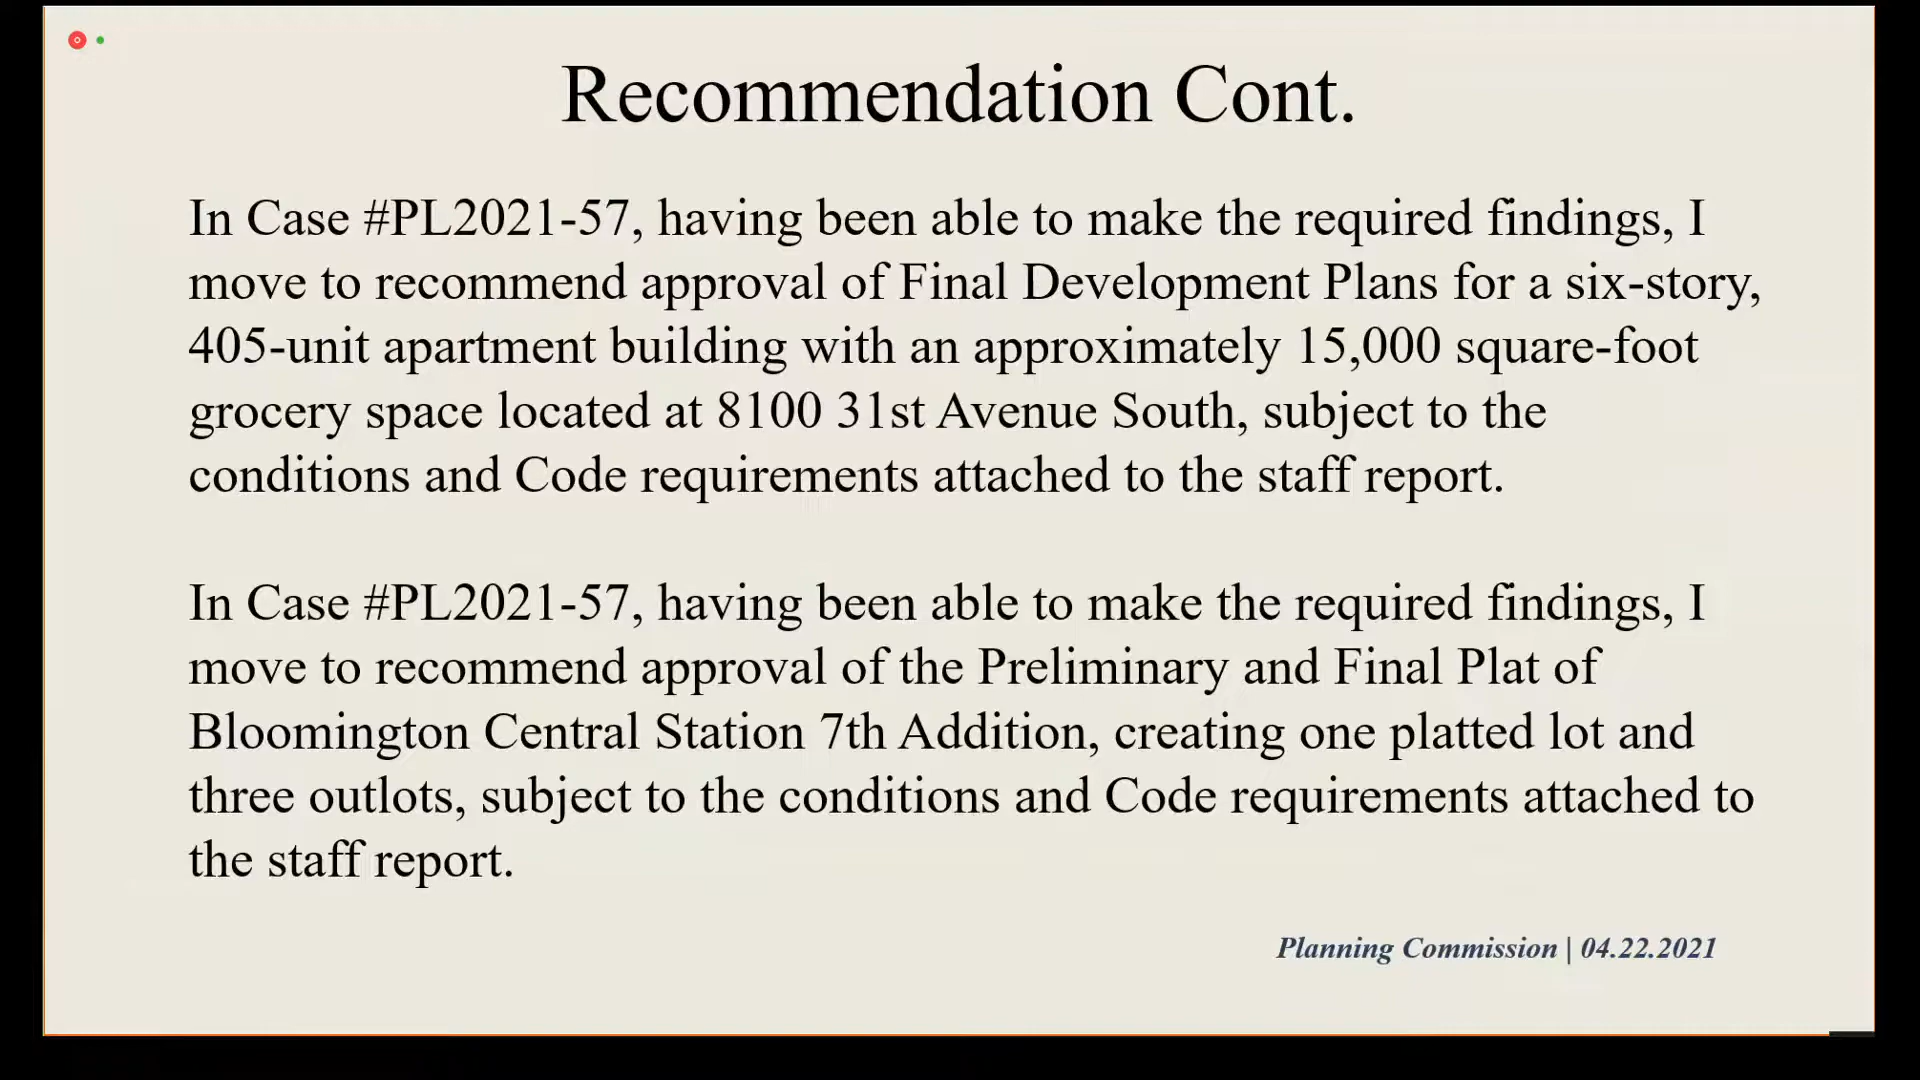 Recommendation Cont.
In Case #PL2021-57, having been able to make the required findings, I
move to recommend approval of Final Development Plans for a six-story,
405-unit apartment building with an approximately 15,000 square-foot
grocery space located at 8100 31st Avenue South, subject to the
conditions and Code requirements attached to the staff report.
In Case #PL2021-57, having been able to make the required findings, I
move to recommend approval of the Preliminary and Final Plat of
Bloomington Central Station 7th Addition, creating one platted lot and
three outlots, subject to the conditions and Code requirements attached to
the staff report.
Planning Commission | 04.22.2021